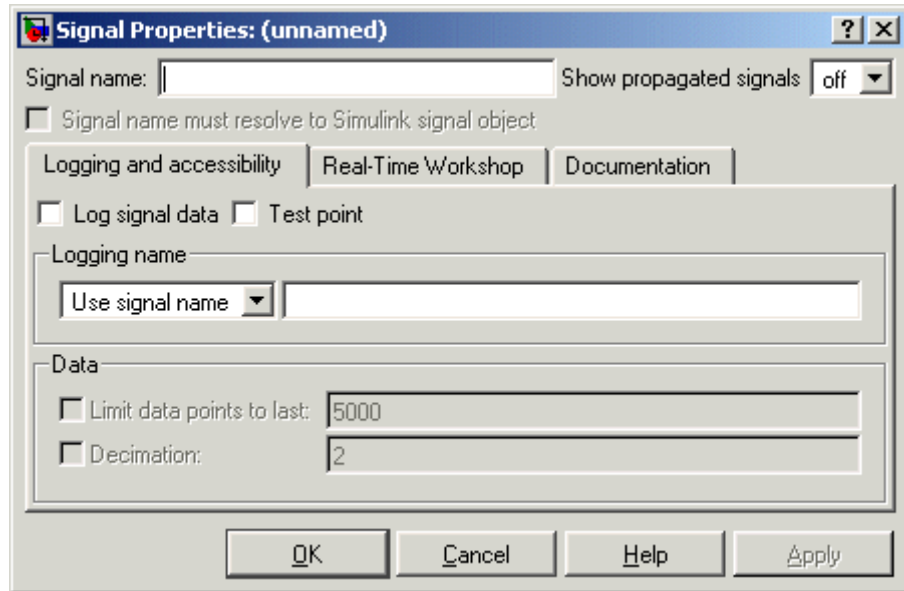 Signal Properties: (unnamed)
Signal name: Show propagated signals off
Signal name must resolve to Simulink signal object
Logging and accessibility Real-Time Workshop Documentation
Log signal data Test point
Logging name
Use signal name
Data
Limit data points to last: 5000
Decimation: 2
OK Cancel Help Apply